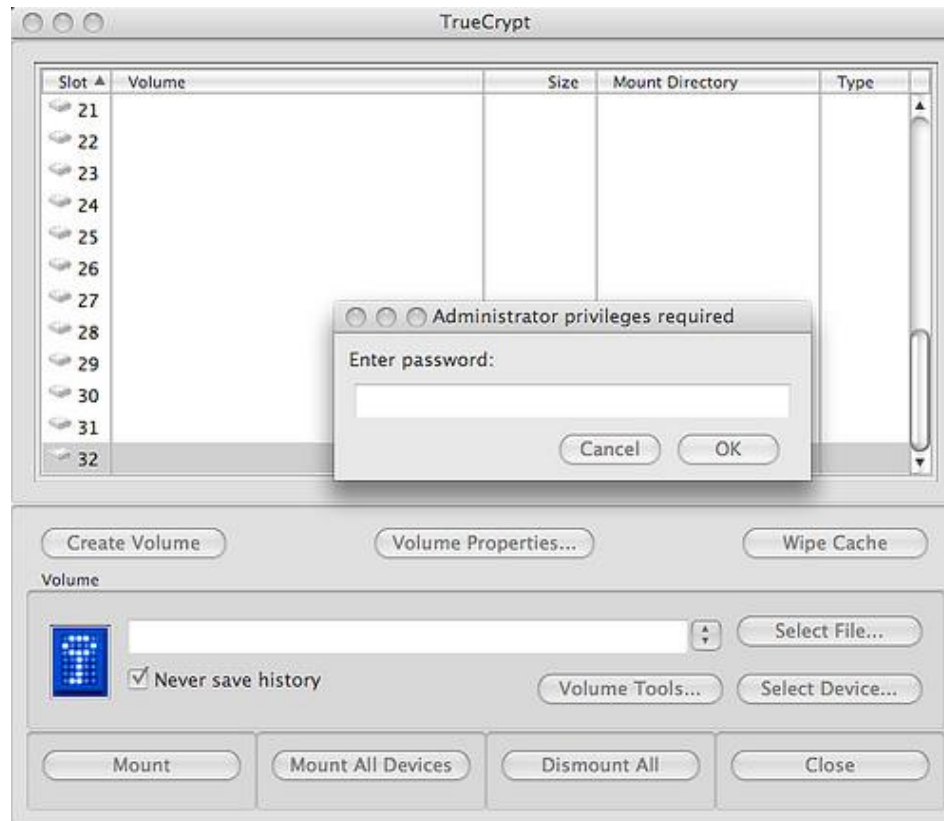 TrueCrypt
Slot Volume Size Mount Directory Type
21
22
23
24
25
26
27
28
29
30
31
32
Administrator privileges required
Enter password:
Cancel OK
Create Volume Volume Properties... Wipe Cache
Volume
Select File...
Never save history
Volume Tools... Select Device...
Mount Mount All Devices Dismount All Close